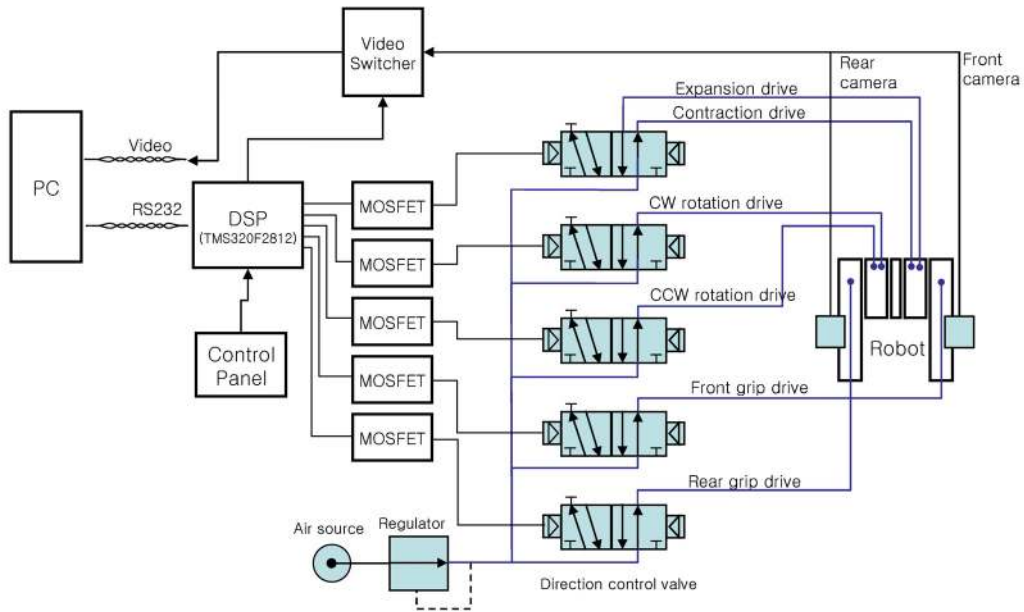 Video
Switcher
Rear
camera
Front
camera
Expansion drive
Contraction drive
Video
PC
RS232
DSP
(TMS320F2812)
MOSFET
CW rotation drive
MOSFET
CCW rotation drive
MOSFET
Control
Panel
Robot
MOSFET
Front grip drive
MOSFET
Rear grip drive
Air source
Regulator
Direction control valve